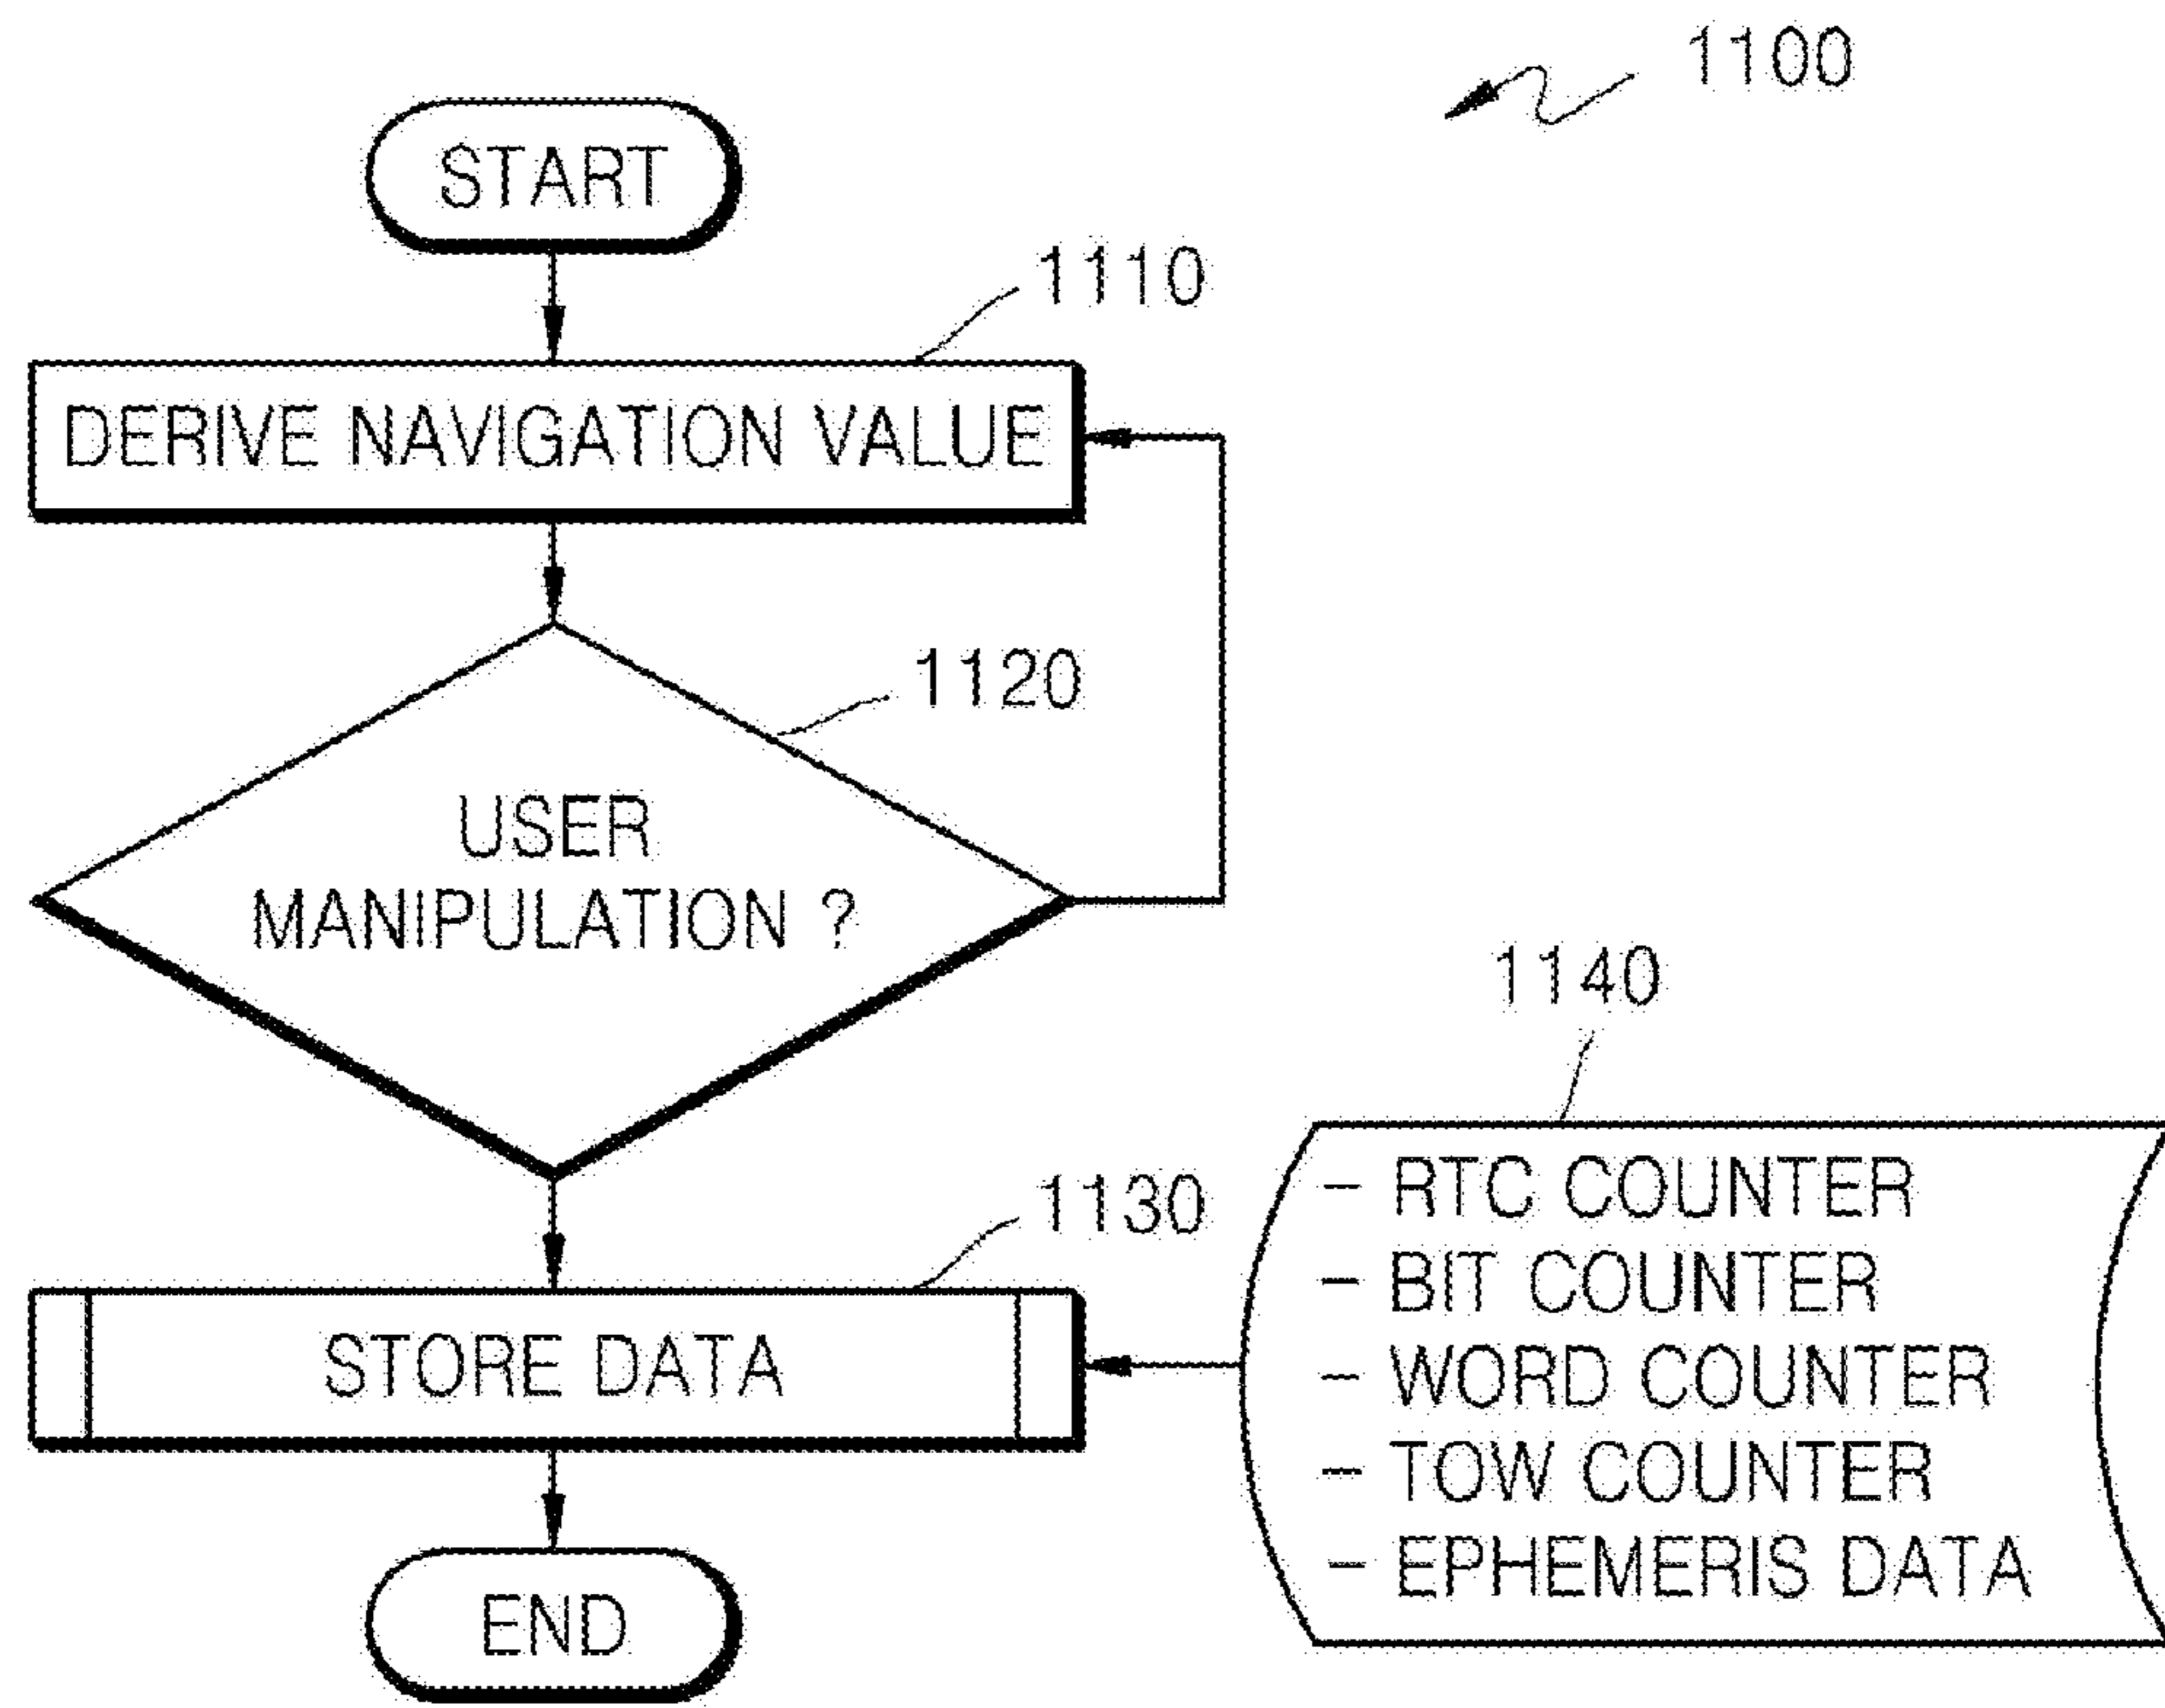 1100
START
1110
DERIVE NAVIGATION VALUE
1120
USER
MANIPULATION ?
1130
STORE DATA
1140
- RTC COUNTER
- BIT COUNTER
- WORD COUNTER
- TOW COUNTER
- EPHEMERIS DATA
END